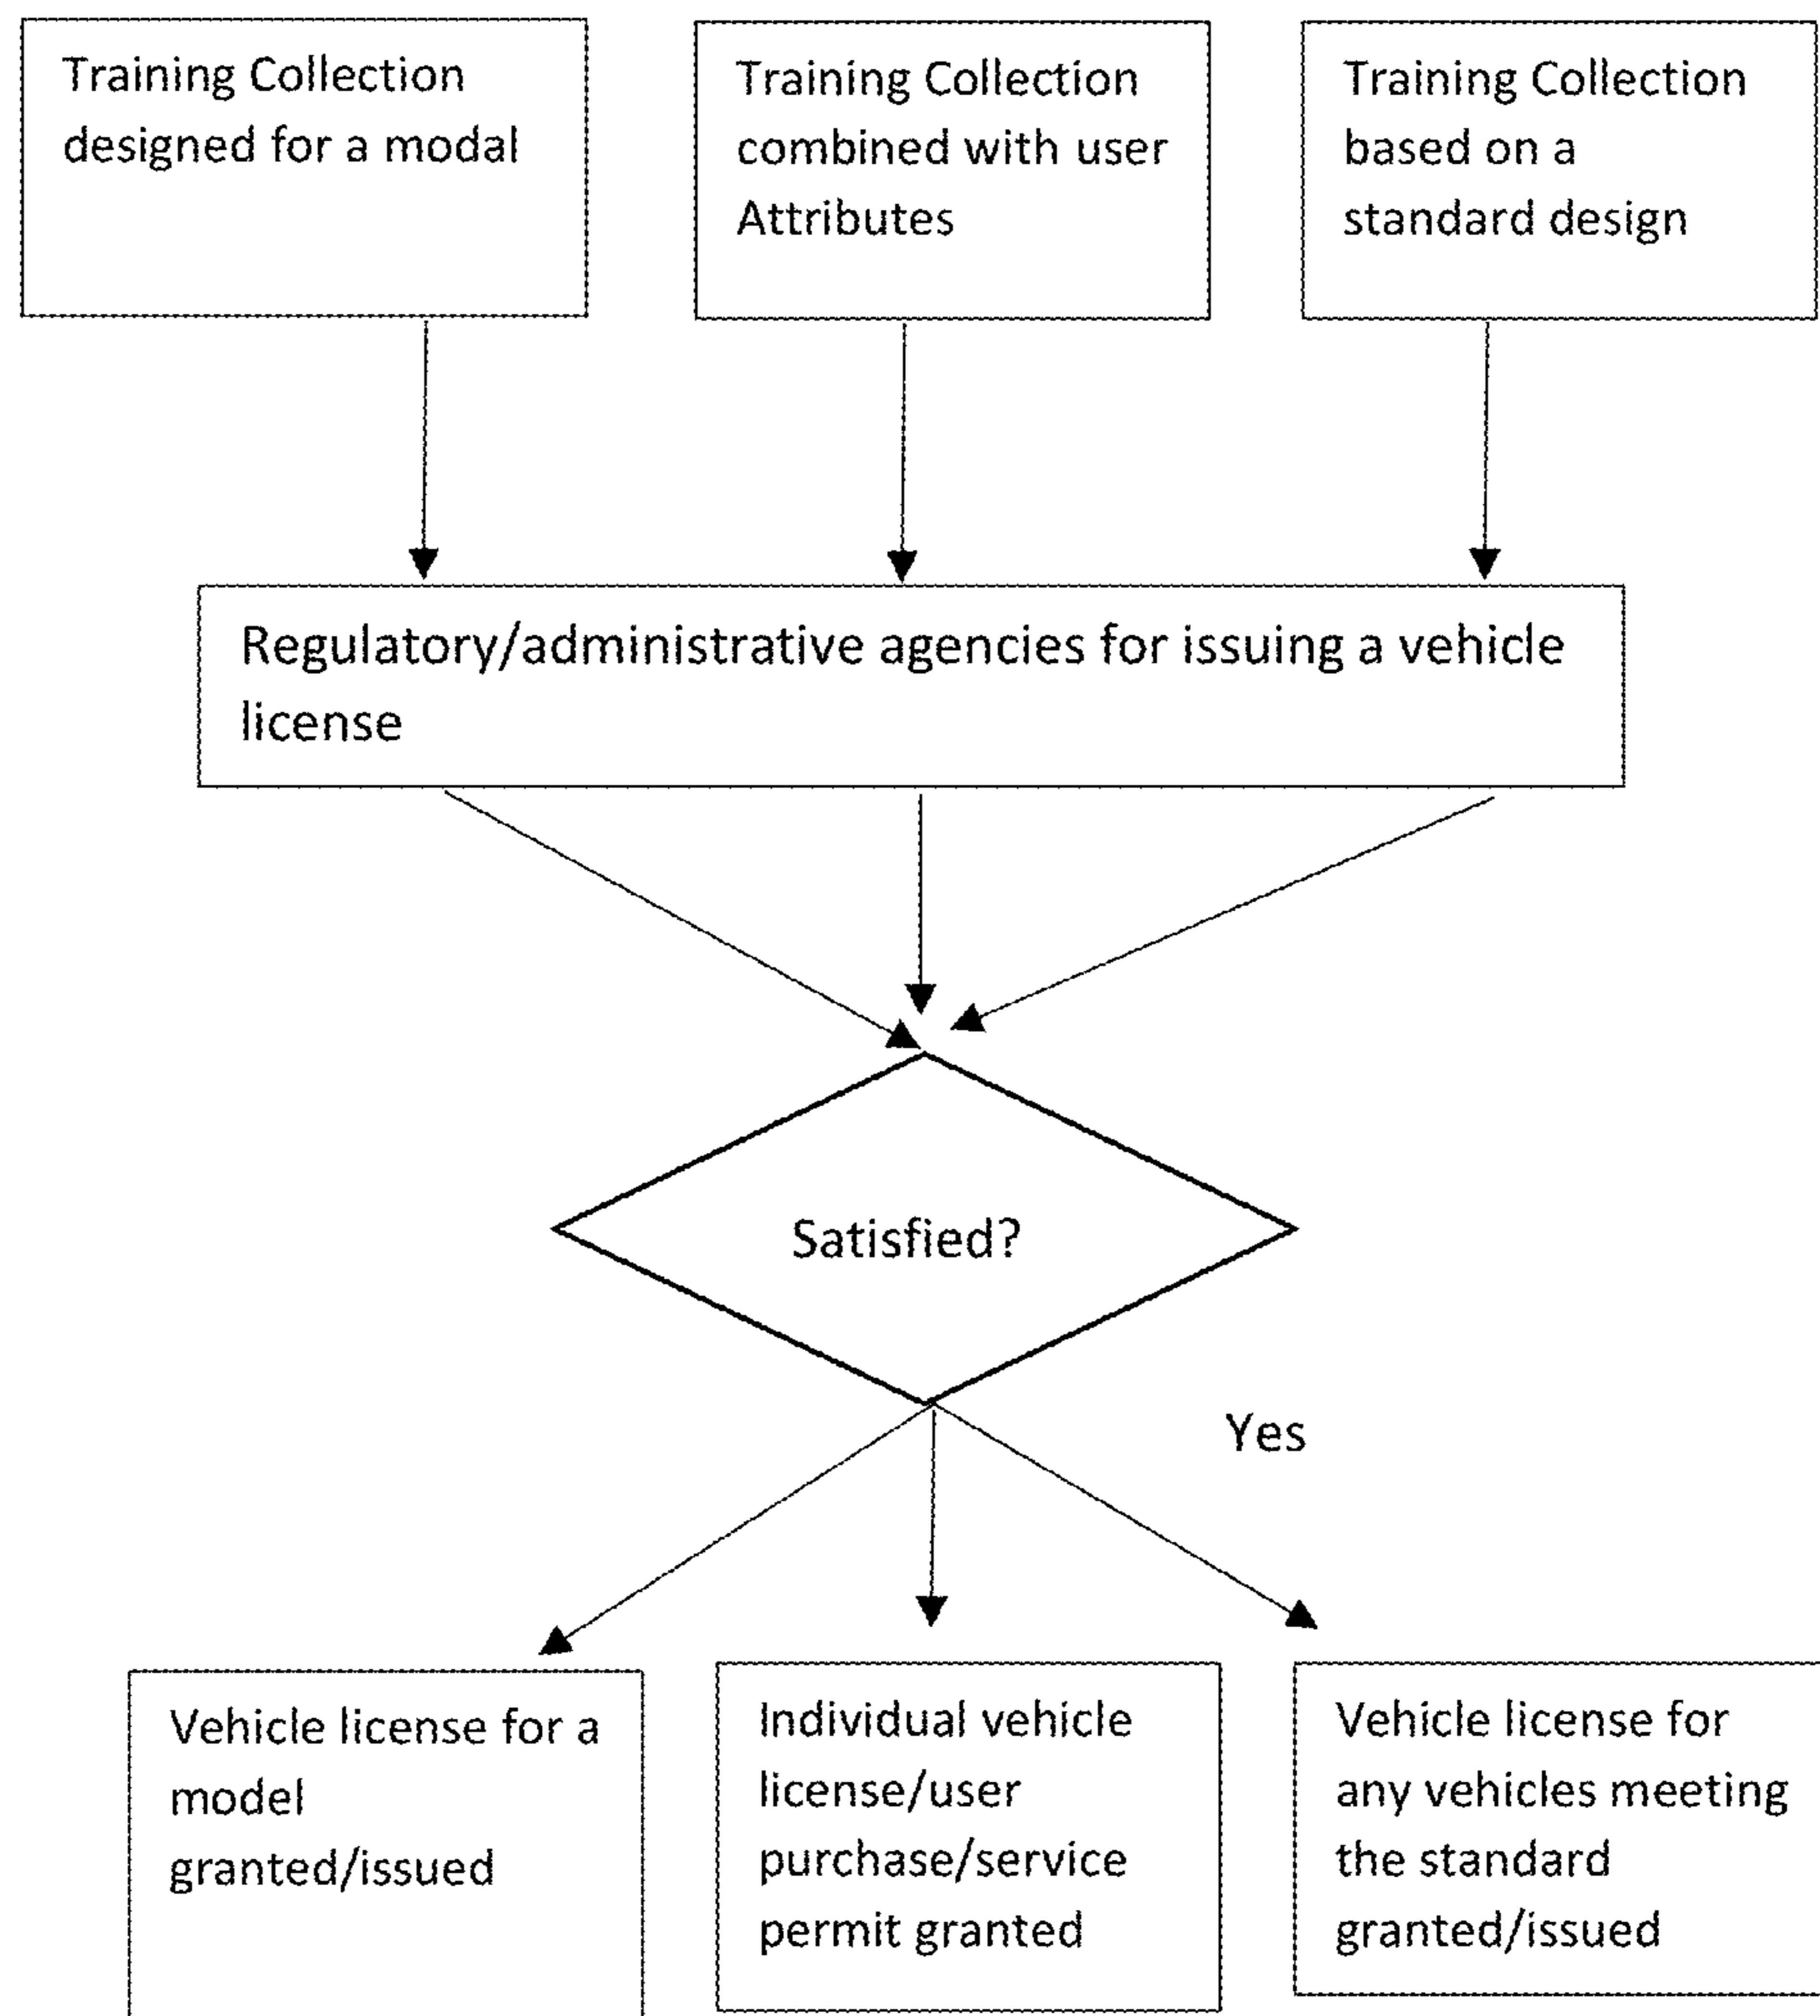 Training Collection
designed for a modal
Training Collection
combined with user
Attributes
Training Collection
based on a
standard design
Regulatory/administrative agencies for issuing a vehicle
license
Satisfied?
Yes
Vehicle license for a
model
granted/issued
Individual vehicle
license/user
purchase/service
permit granted
Vehicle license for
any vehicles meeting
the standard
granted/issued